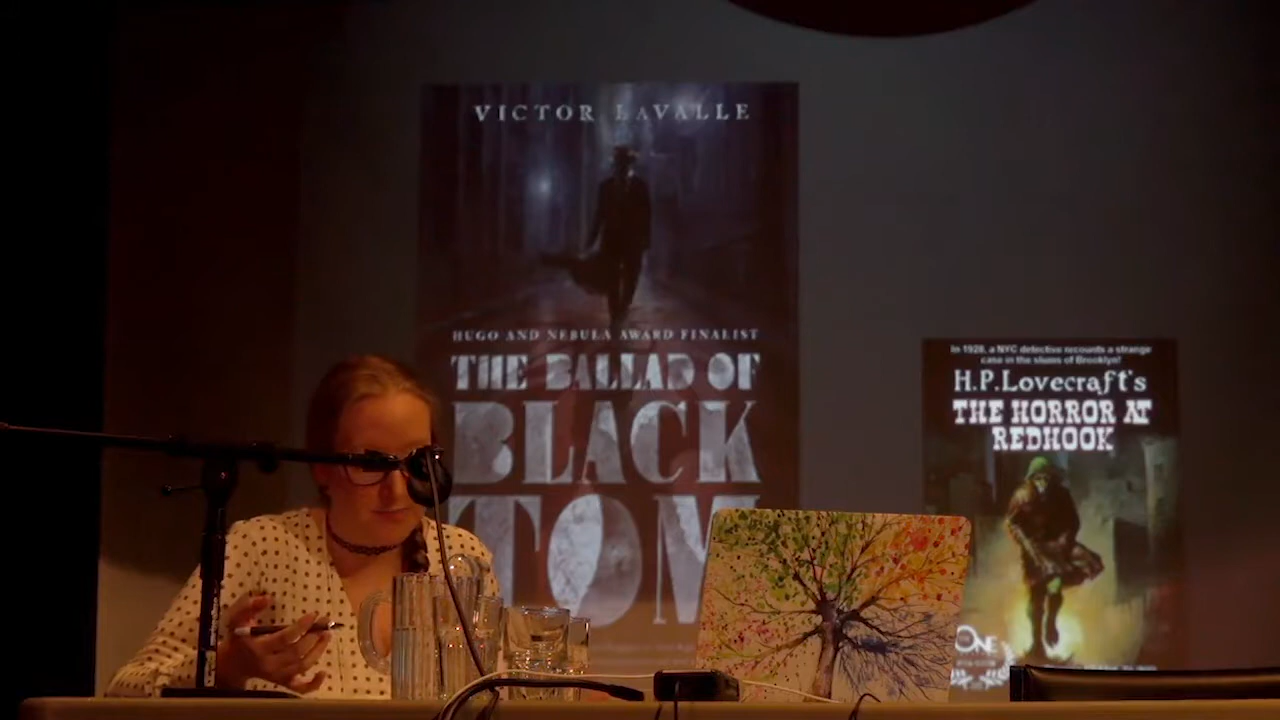 VICTOR LAVALLE
HUGO AND NEBULA AWARD FINALIST
THE BALLAD OF
BLACK
TOM
In 1928, a NYC detective recounts a strange
case in the slums of Brooklyn!
H.P.Lovecraft's
THE HORROR AT
REDHOOK
ONE